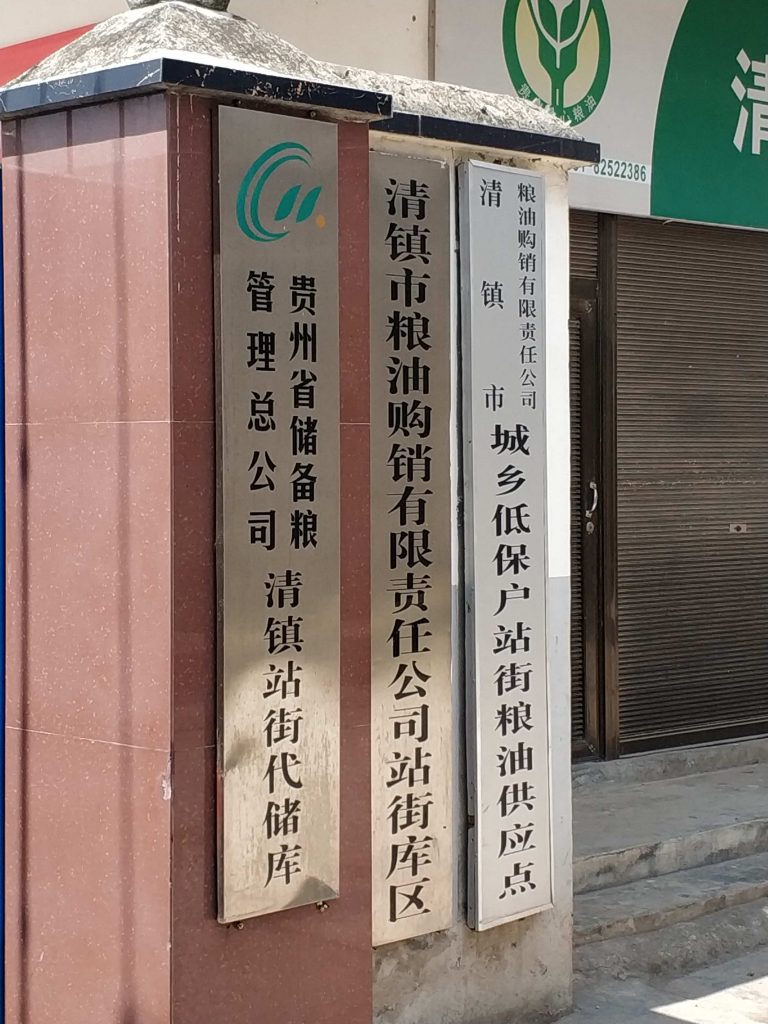 贵州省储备粮
管理总公司
清镇站街代储库
清镇市粮油购销有限责任公司站街库区
清镇市
粮油购销有限责任公司
城乡低保户站街粮油供应点
粮油
82522386
清